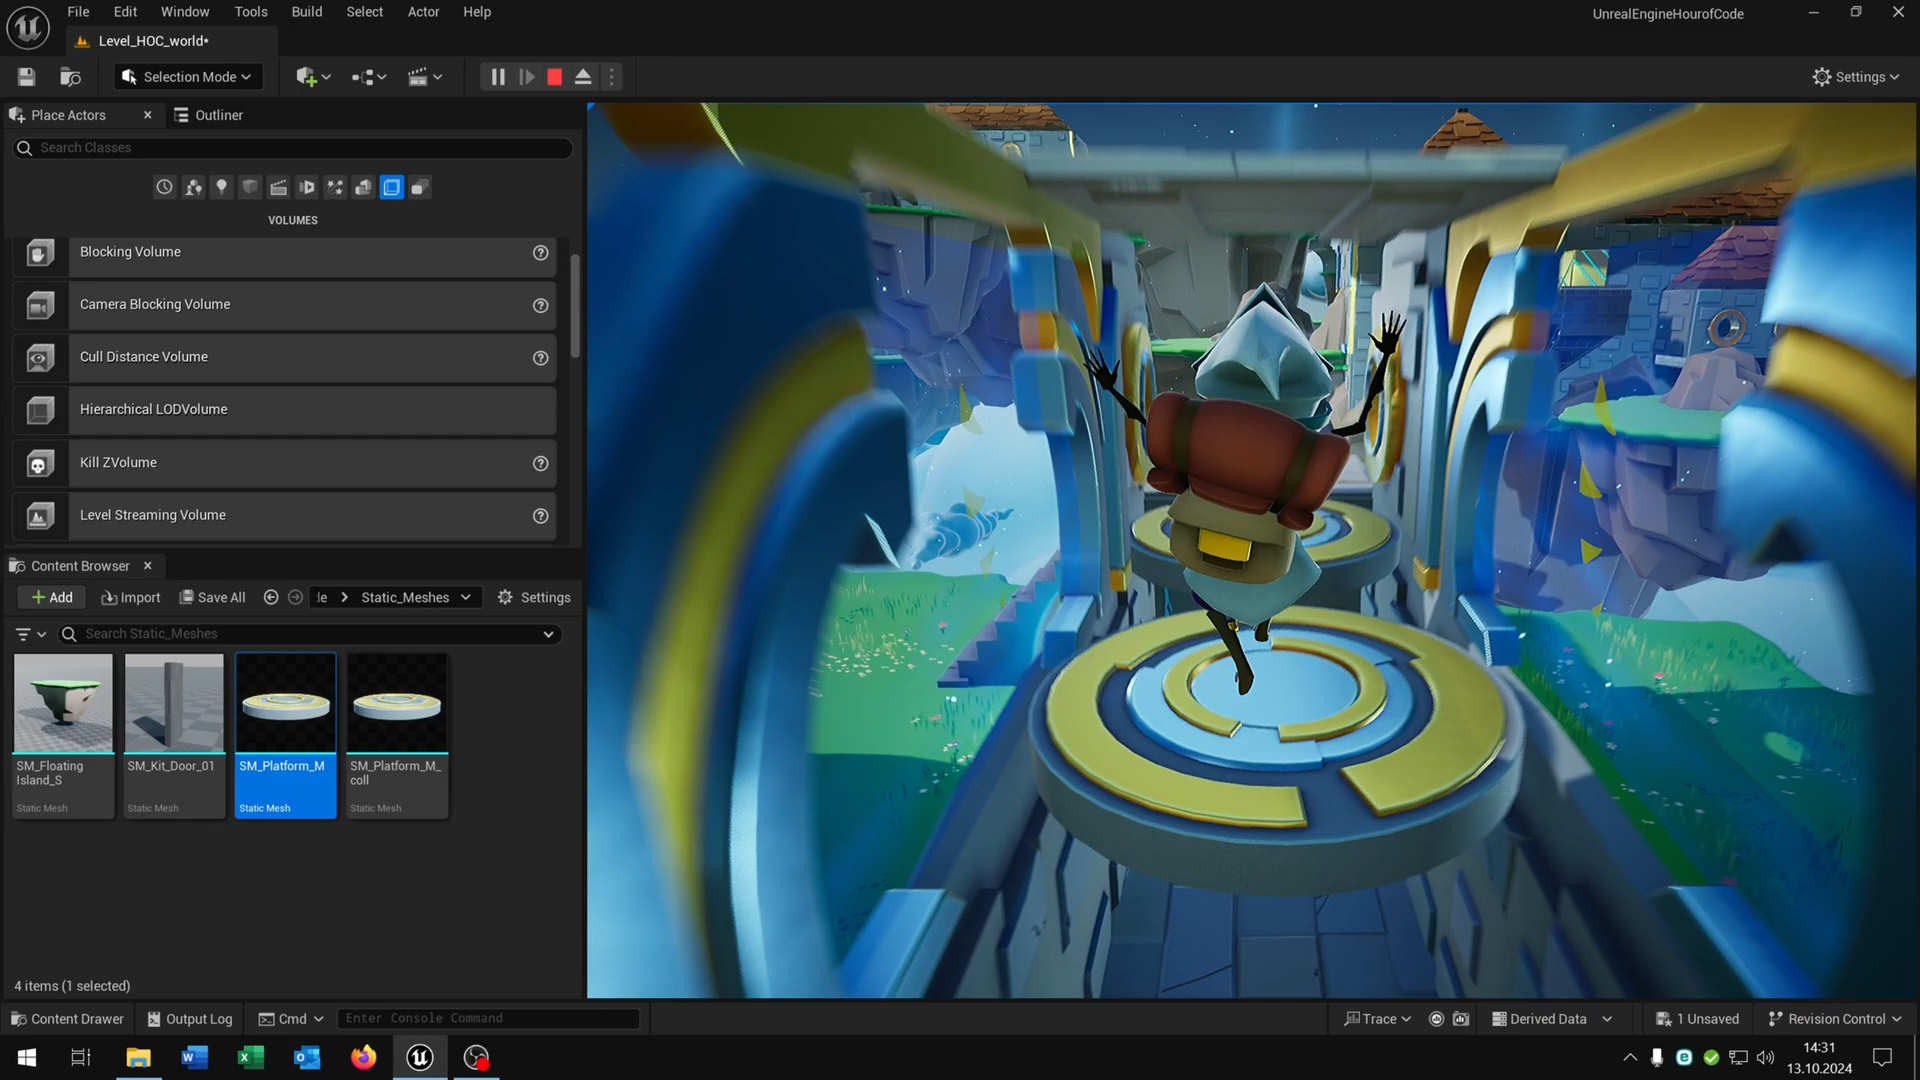 File Edit Window Tools Build Select Actor Help
UnrealEngineHourofCode
Level_HOC_world*
Selection Mode
Settings
Place Actors
Outliner
Search Classes
VOLUMES
Blocking Volume
Camera Blocking Volume
Cull Distance Volume
Hierarchical LODVolume
Kill ZVolume
Level Streaming Volume
Content Browser
Add Import Save All le Static_Meshes Settings
Search Static_Meshes
SM_Floating
Island_S
Static Mesh
SM_Kit_Door_01
Static Mesh
SM_Platform_M
Static Mesh
SM_Platform_M_
coll
Static Mesh
4 items (1 selected)
Content Drawer Output Log Cmd Enter Console Command Trace Derived Data 1 Unsaved Revision Control
14:31
13.10.2024